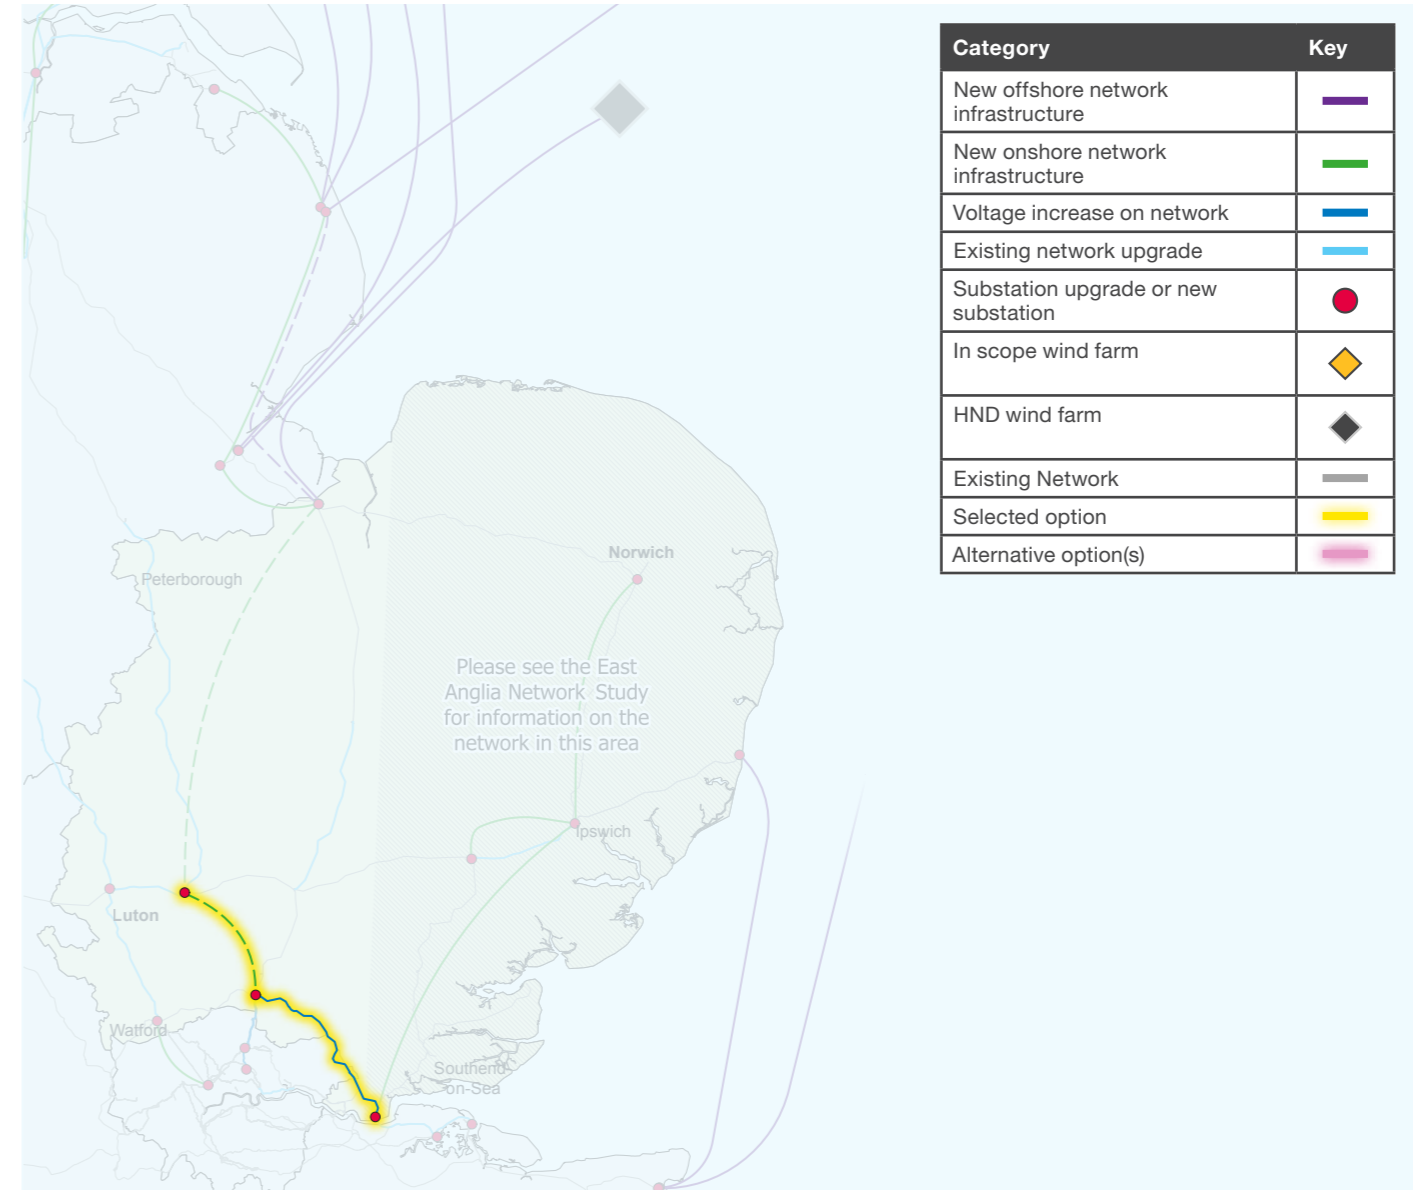 Category Key
New offshore network
infrastructure
New onshore network
infrastructure
Voltage increase on network
Existing network upgrade
Substation upgrade or new
substation
In scope wind farm
HND wind farm
Existing Network
Selected option
Alternative option(s)
Norwich
Peterborough
Please see the East
Anglia Network Study
for information on the
network in this area
Ipswich
Luton
Watford
Southend-
on-Sea